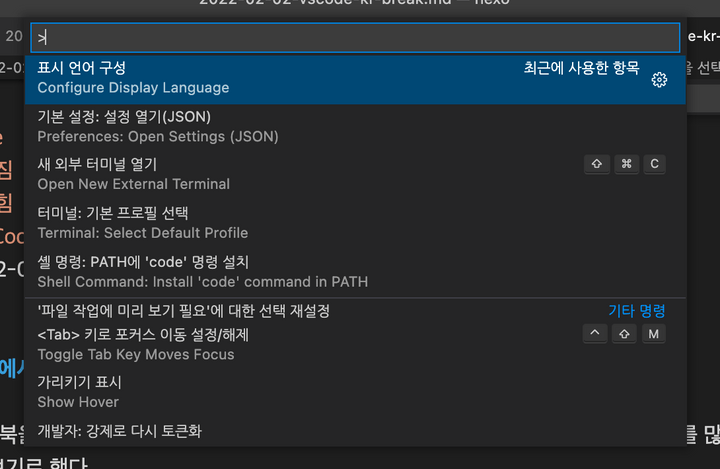 2022-02-02-vscode-kr-break.md — hexo
20
>
e-kr-
2-0
표시 언어 구성
최근에 사용한 항목
을 선택
Configure Display Language
기본 설정: 설정 열기(JSON)
Preferences: Open Settings (JSON)
새 외부 터미널 열기
⇧ ⌘ C
짐
Open New External Terminal
힘
터미널: 기본 프로필 선택
Terminal: Select Default Profile
Cod
셸 명령: PATH에 'code' 명령 설치
2-0
Shell Command: Install 'code' command in PATH
'파일 작업에 미리 보기 필요'에 대한 선택 재설정
기타 명령
<Tab> 키로 포커스 이동 설정/해제
^ ⇧ M
Toggle Tab Key Moves Focus
에서
가리키기 표시
Show Hover
개발자: 강제로 다시 토큰화
북을
를 많
했다